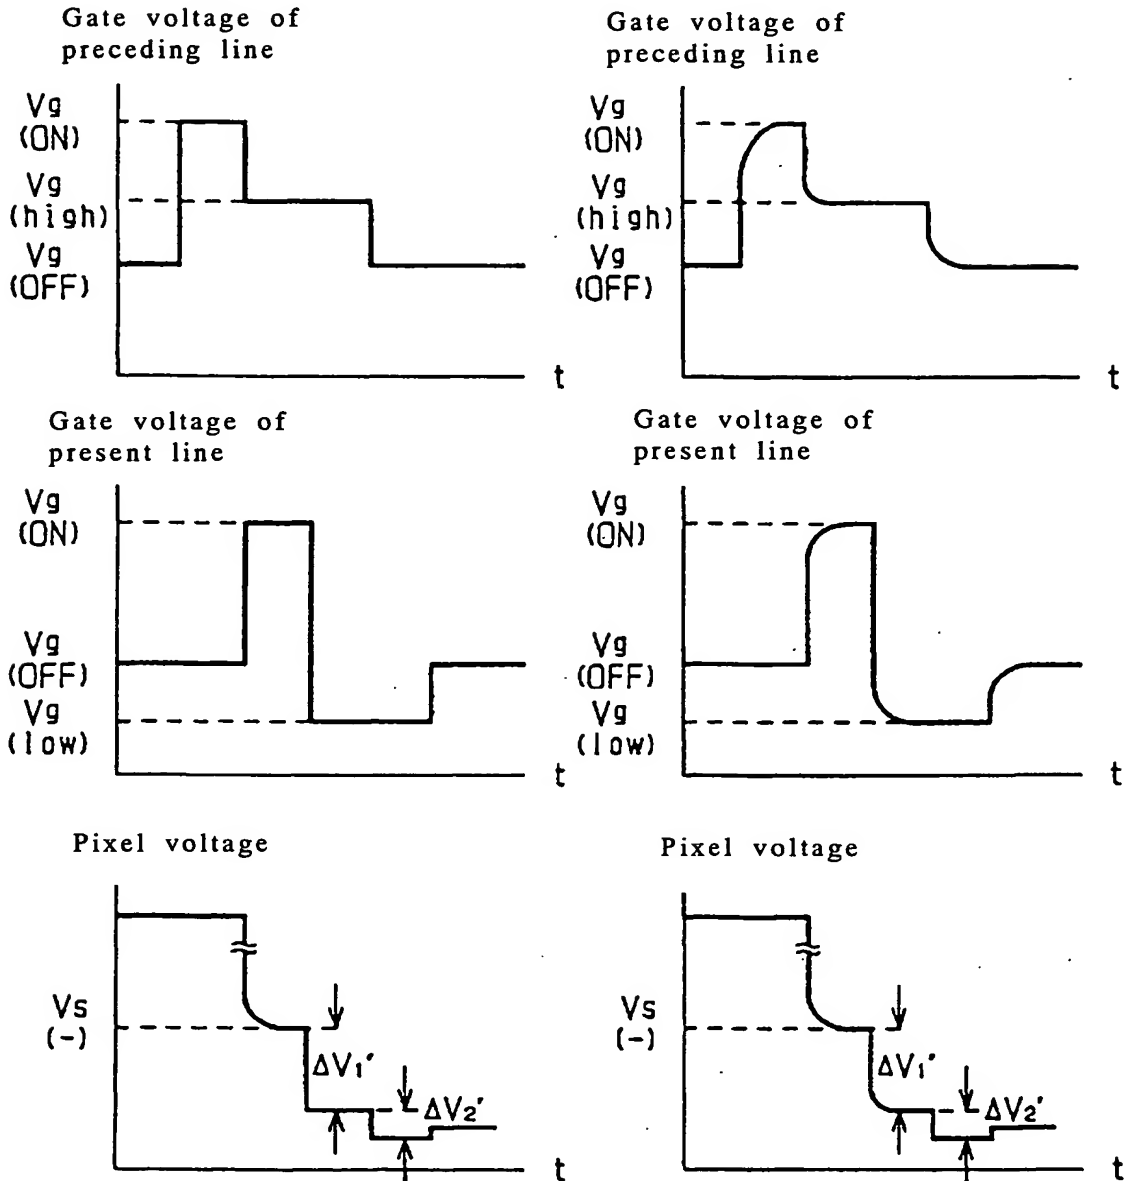 Gate voltage of
preceding line
Vg
(ON)
Vg
(high)
Vg
(OFF)
t
Gate voltage of
preceding line
Vg
(ON)
Vg
(high)
Vg
(OFF)
t
Gate voltage of
present line
Vg
(ON)
Vg
(OFF)
Vg
(low)
t
Gate voltage of
present line
Vg
(ON)
Vg
(OFF)
Vg
(low)
t
Pixel voltage
Vs
(-)
ΔV1'
ΔV2'
t
Pixel voltage
Vs
(-)
ΔV1'
ΔV2'
t